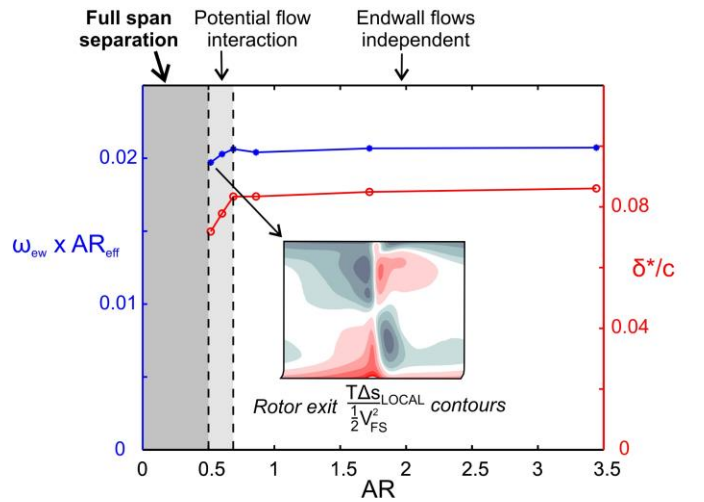 Full span
separation
Potential flow
interaction
Endwall flows
independent
0.02
0.01
0
ω_ew x AR_eff
0.08
0.04
0
δ*/c
Rotor exit TΔs_LOCAL / ½V²_FS contours
0 0.5 1 1.5 2 2.5 3 3.5
AR